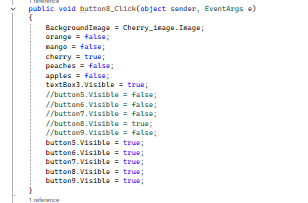 1 reference
public void button8_Click(object sender, EventArgs e)
{
BackgroundImage = Cherry_image.Image;
orange = false;
mango = false;
cherry = true;
peaches = false;
apples = false;
textBox3.Visible = true;
//button5.Visible = false;
//button6.Visible = false;
//button7.Visible = false;
//button8.Visible = true;
//button9.Visible = false;
button5.Visible = true;
button6.Visible = true;
button7.Visible = true;
button8.Visible = true;
button9.Visible = true;
}
1 reference